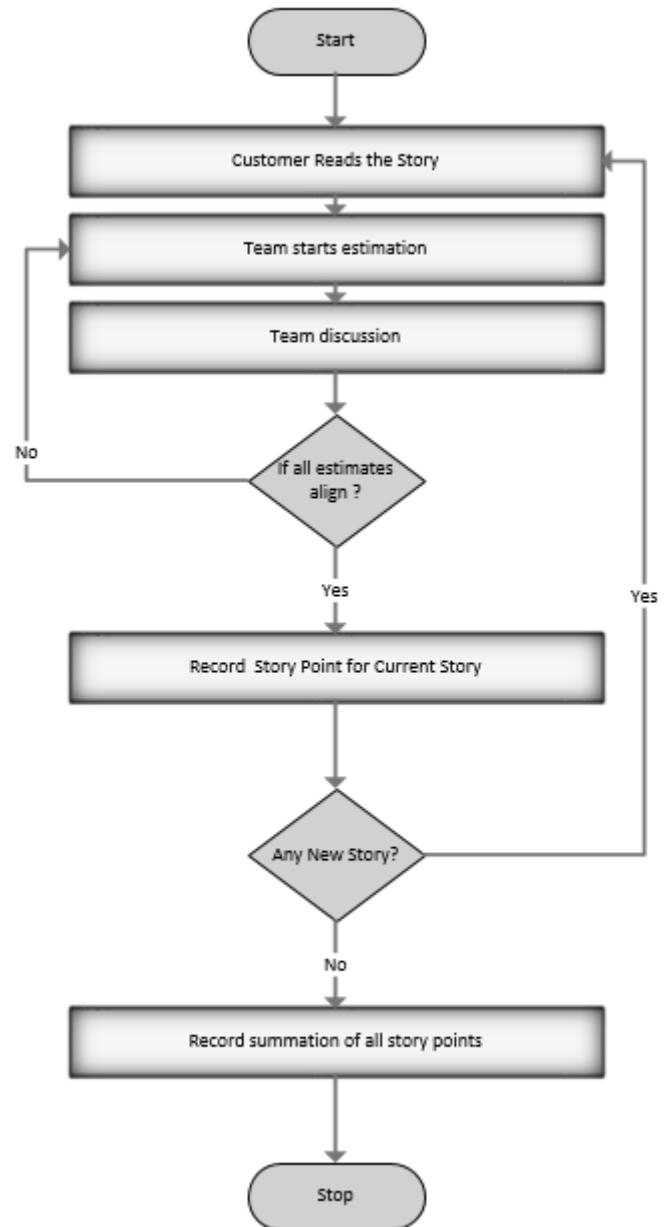 Start
Customer Reads the Story
Team starts estimation
Team discussion
No
If all estimates
align ?
Yes
Yes
Record  Story Point for Current Story
Any New Story?
No
Record summation of all story points
Stop